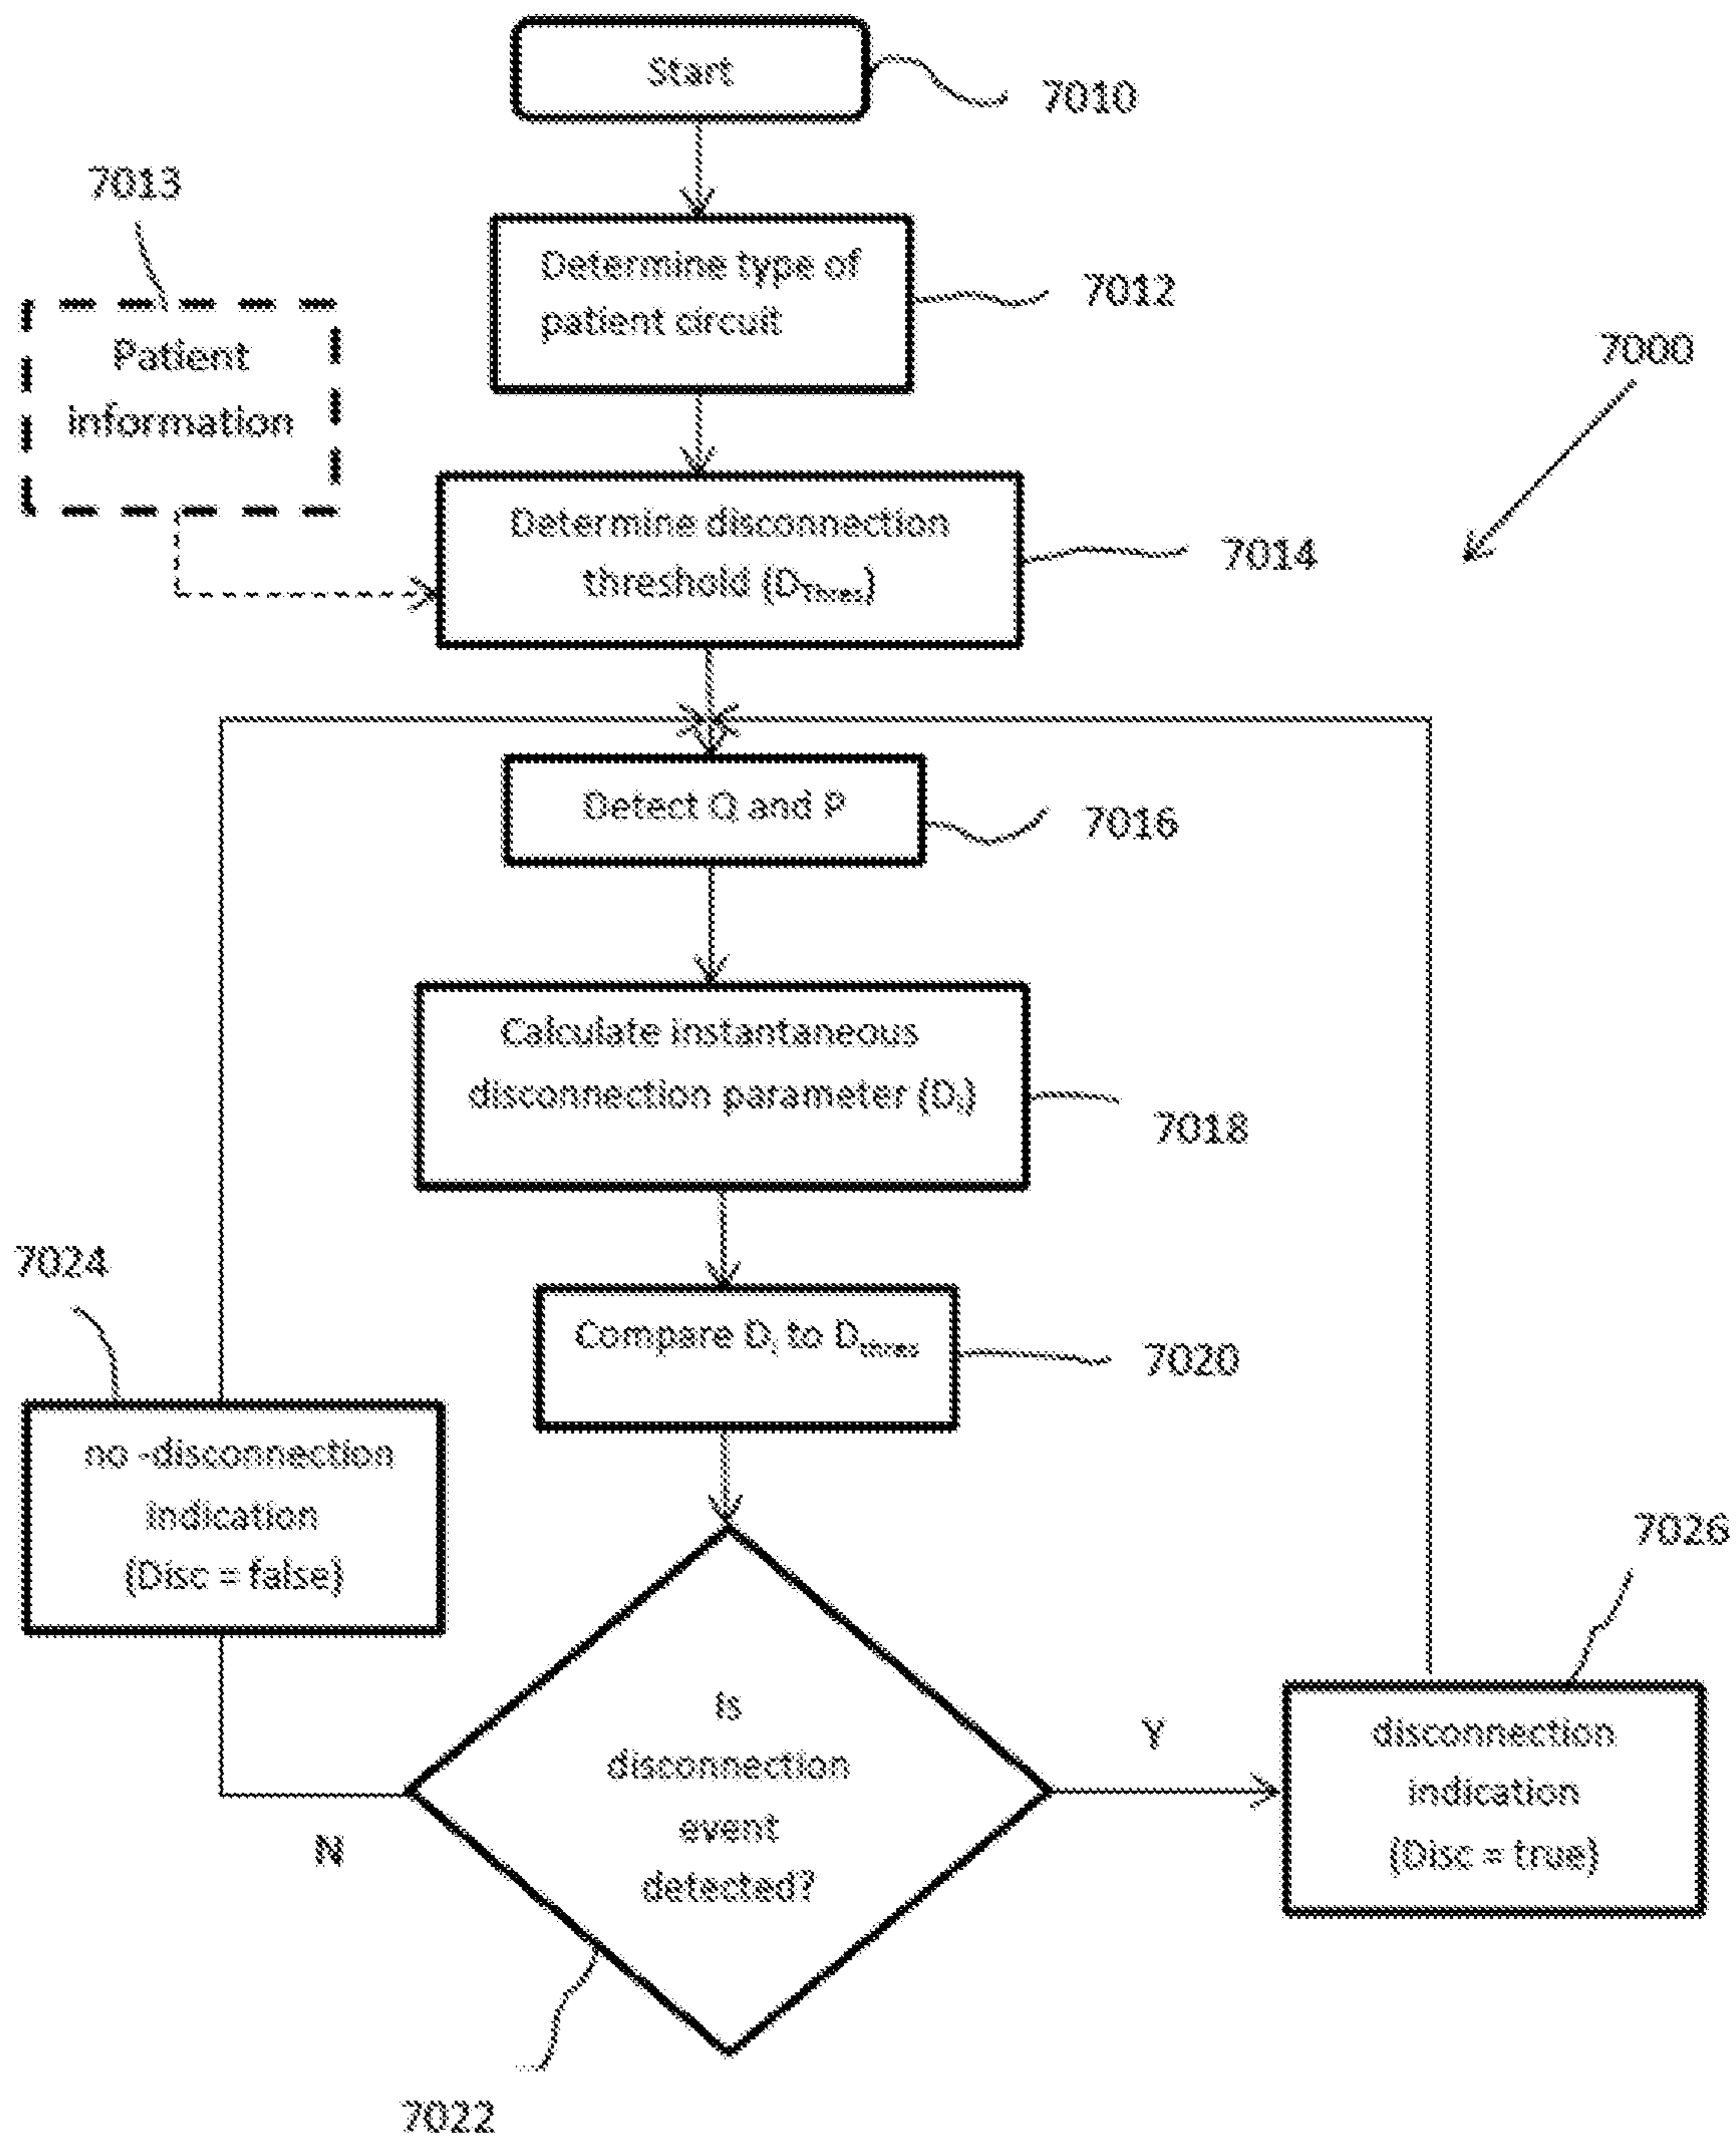 Start
7010
7013
Determine type of
patient circuit
7012
Patient
information
7000
Determine disconnection
threshold (DThres)
7014
Detect Q and P
7016
Calculate instantaneous
disconnection parameter (Di)
7018
7024
Compare Di to Dthres
7020
no -disconnection
indication
(Disc = false)
7026
Is
disconnection
event
detected?
Y
disconnection
indication
(Disc = true)
N
7022